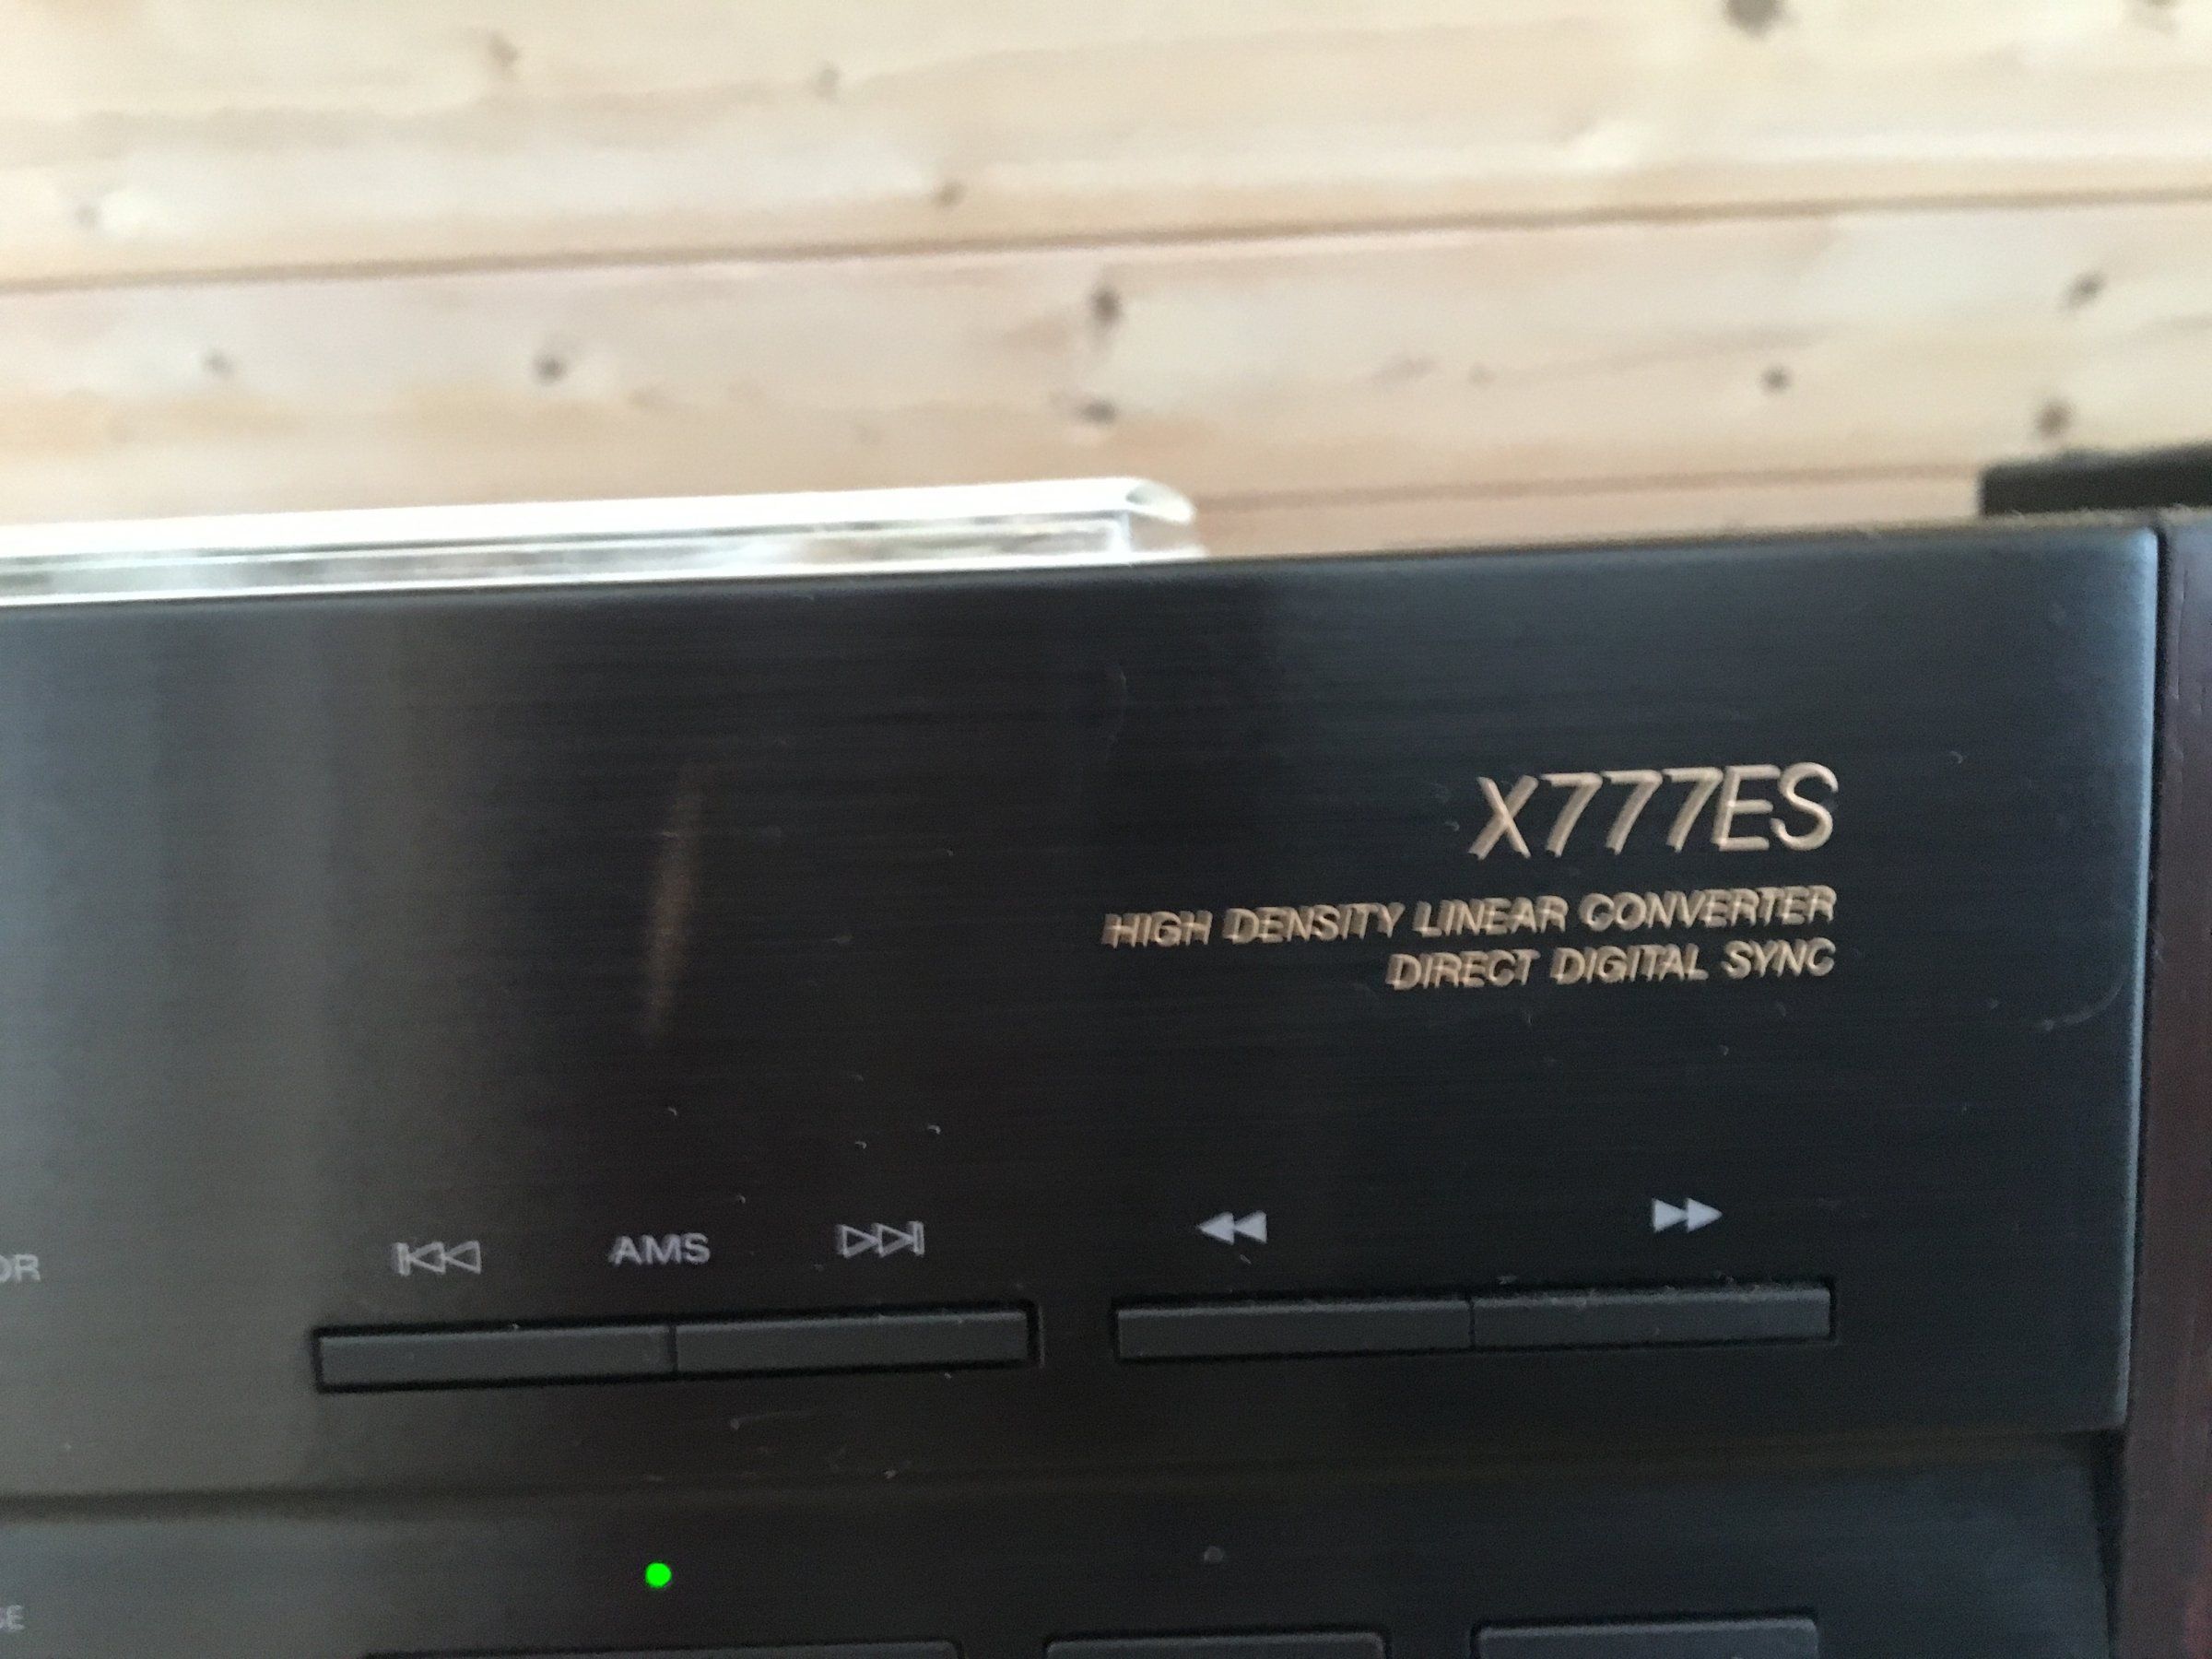 X777ES
HIGH DENSITY LINEAR CONVERTER
DIRECT DIGITAL SYNC
AMS